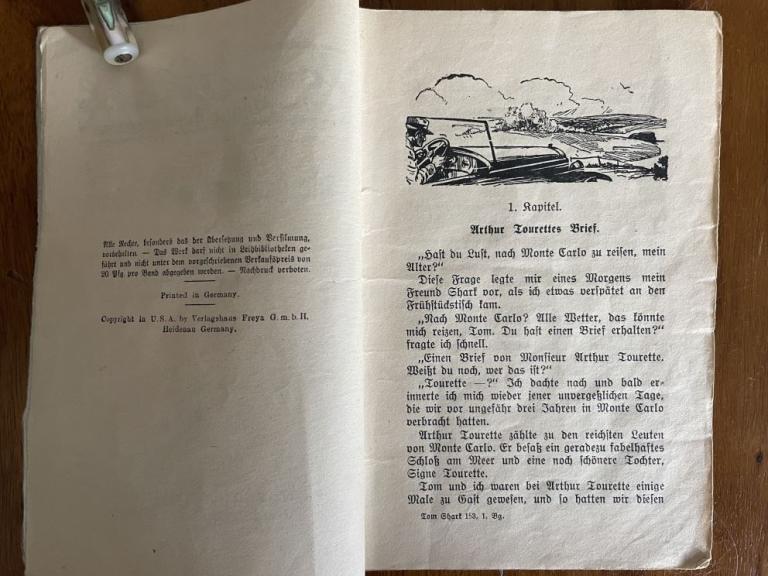 Alle Rechte, besonders das der Übersetzung und Verfilmung,
vorbehalten. — Das Werk darf nicht in Leihbibliotheken ge-
führt und nicht unter dem vorgeschriebenen Verkaufspreis von
20 Pfg. pro Band abgegeben werden. — Nachdruck verboten.
Printed in Germany.
Copyright in U. S. A. by Verlagshaus Freya G. m. b. H.
Heidenau Germany.
1. Kapitel.
Arthur Tourettes Brief.
„Hast du Lust, nach Monte Carlo zu reisen, mein
Alter?“
Diese Frage legte mir eines Morgens mein
Freund Shark vor, als ich etwas verspätet an den
Frühstückstisch kam.
„Nach Monte Carlo? Alle Wetter, das könnte
mich reizen, Tom. Du hast einen Brief erhalten?“
fragte ich schnell.
„Einen Brief von Monsieur Arthur Tourette.
Weißt du noch, wer das ist?“
„Tourette —?“ Ich dachte nach und bald er-
innerte ich mich wieder jener unvergeßlichen Tage,
die wir vor ungefähr drei Jahren in Monte Carlo
verbracht hatten.
Arthur Tourette zählte zu den reichsten Leuten
von Monte Carlo. Er besaß ein geradezu fabelhaftes
Schloß am Meer und eine noch schönere Tochter,
Signe Tourette.
Tom und ich waren bei Arthur Tourette einige
Male zu Gast gewesen, und so hatten wir diesen
Tom Shark 153, 1. Bg.